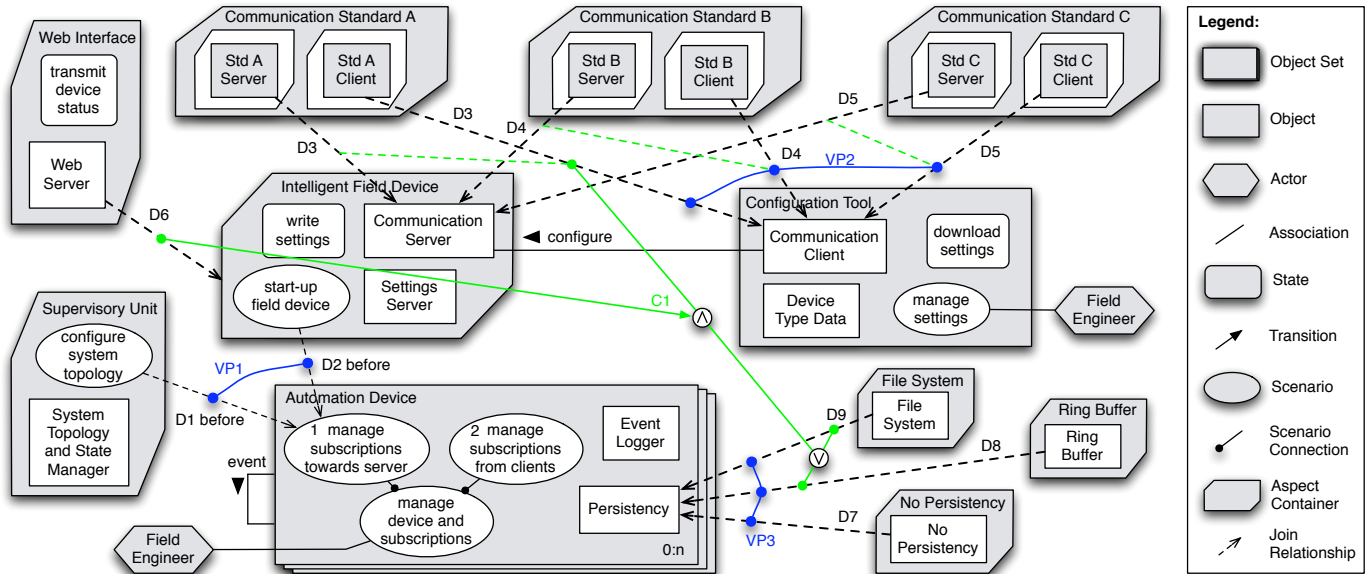 Communication Standard A
Communication Standard B
Communication Standard C
Legend:
Web Interface
transmit
device
status
Web
Server
Std A
Server
Std A
Client
Std B
Server
Std B
Client
Std C
Server
Std C
Client
Object Set
Object
Actor
Association
State
Transition
Scenario
Scenario
Connection
Aspect
Container
Join
Relationship
D3
D3
D4
D4
D5
D5
VP2
D6
Intelligent Field Device
write
settings
Communication
Server
start-up
field device
Settings
Server
configure
Configuration Tool
Communication
Client
download
settings
Device
Type Data
manage
settings
Field
Engineer
C1
Λ
Supervisory Unit
configure
system
topology
System
Topology
and State
Manager
VP1
D1 before
D2 before
Automation Device
1 manage
subscriptions
towards server
2 manage
subscriptions
from clients
Event
Logger
manage
device and
subscriptions
Persistency
0:n
event
Field
Engineer
File System
File
System
D9
V
Ring Buffer
Ring
Buffer
D8
No Persistency
No
Persistency
D7
VP3